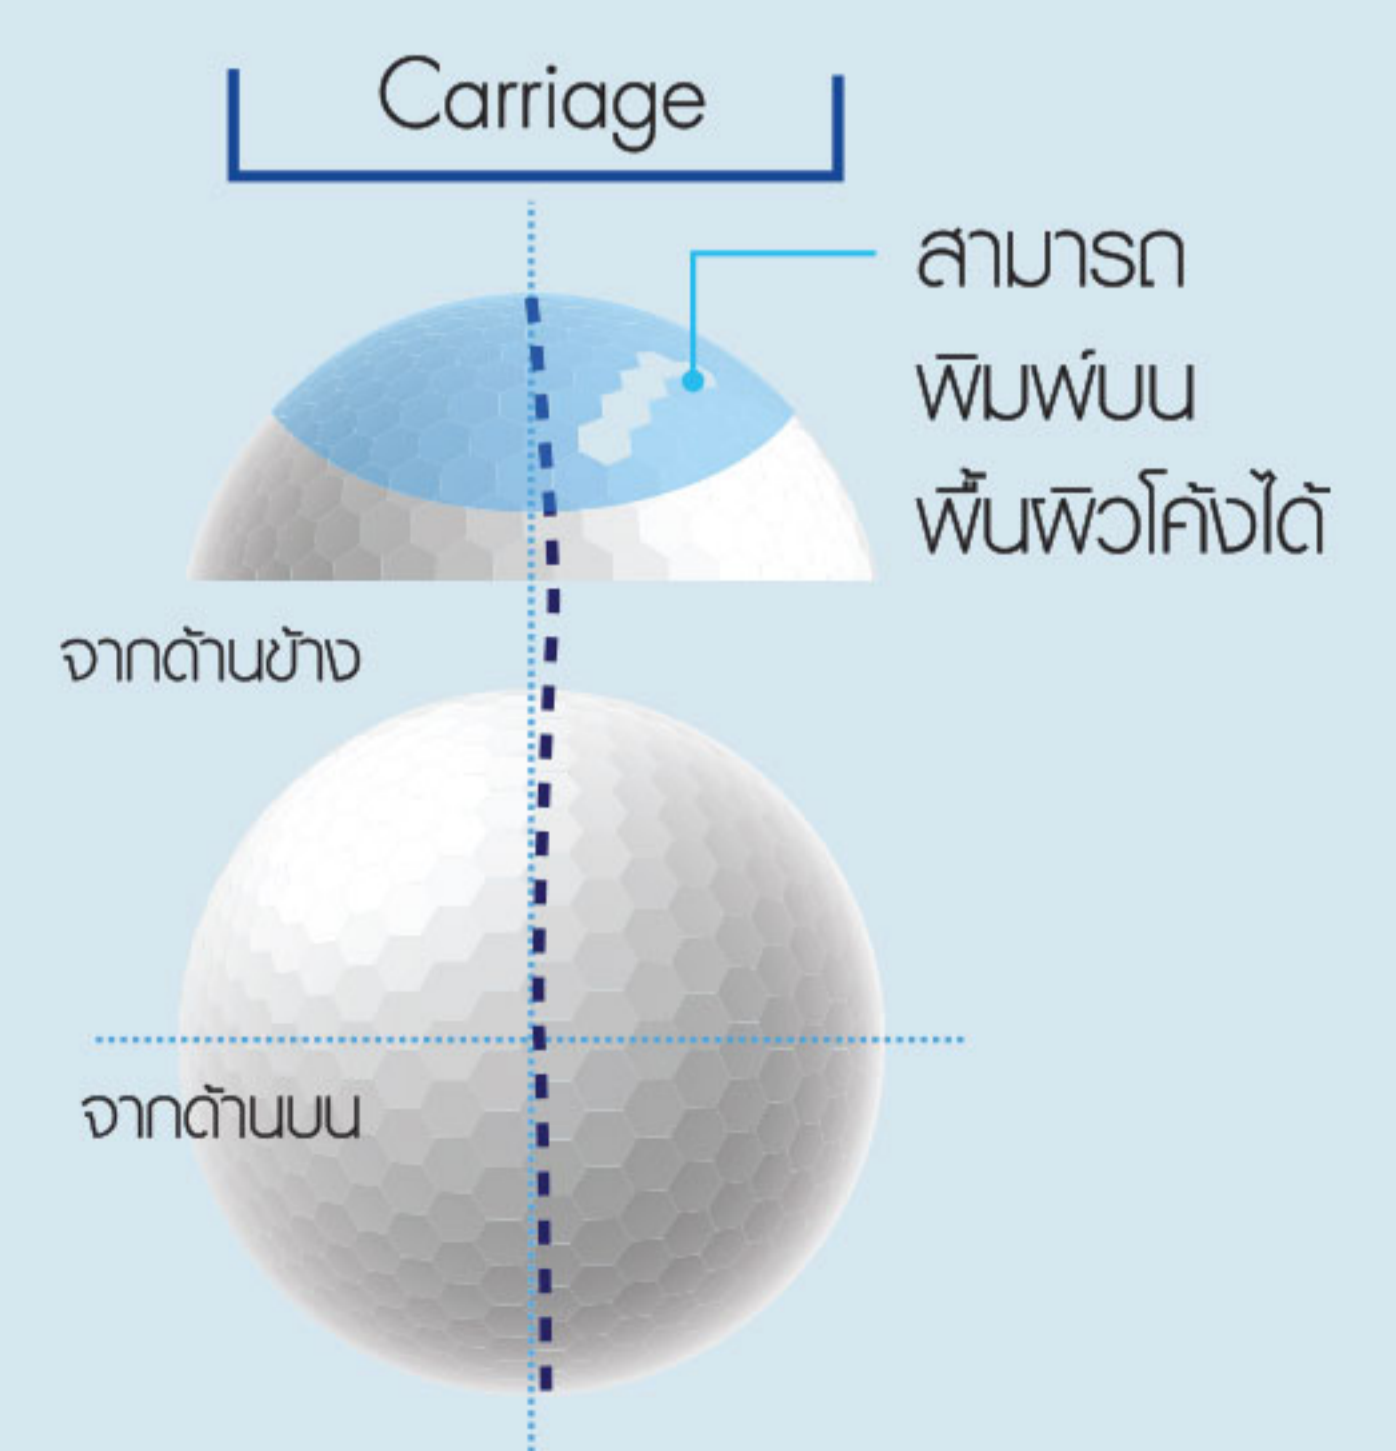 Carriage
สามารถ
พิมพ์บน
พื้นผิวโค้งได้
จากด้านข้าง
จากด้านบน